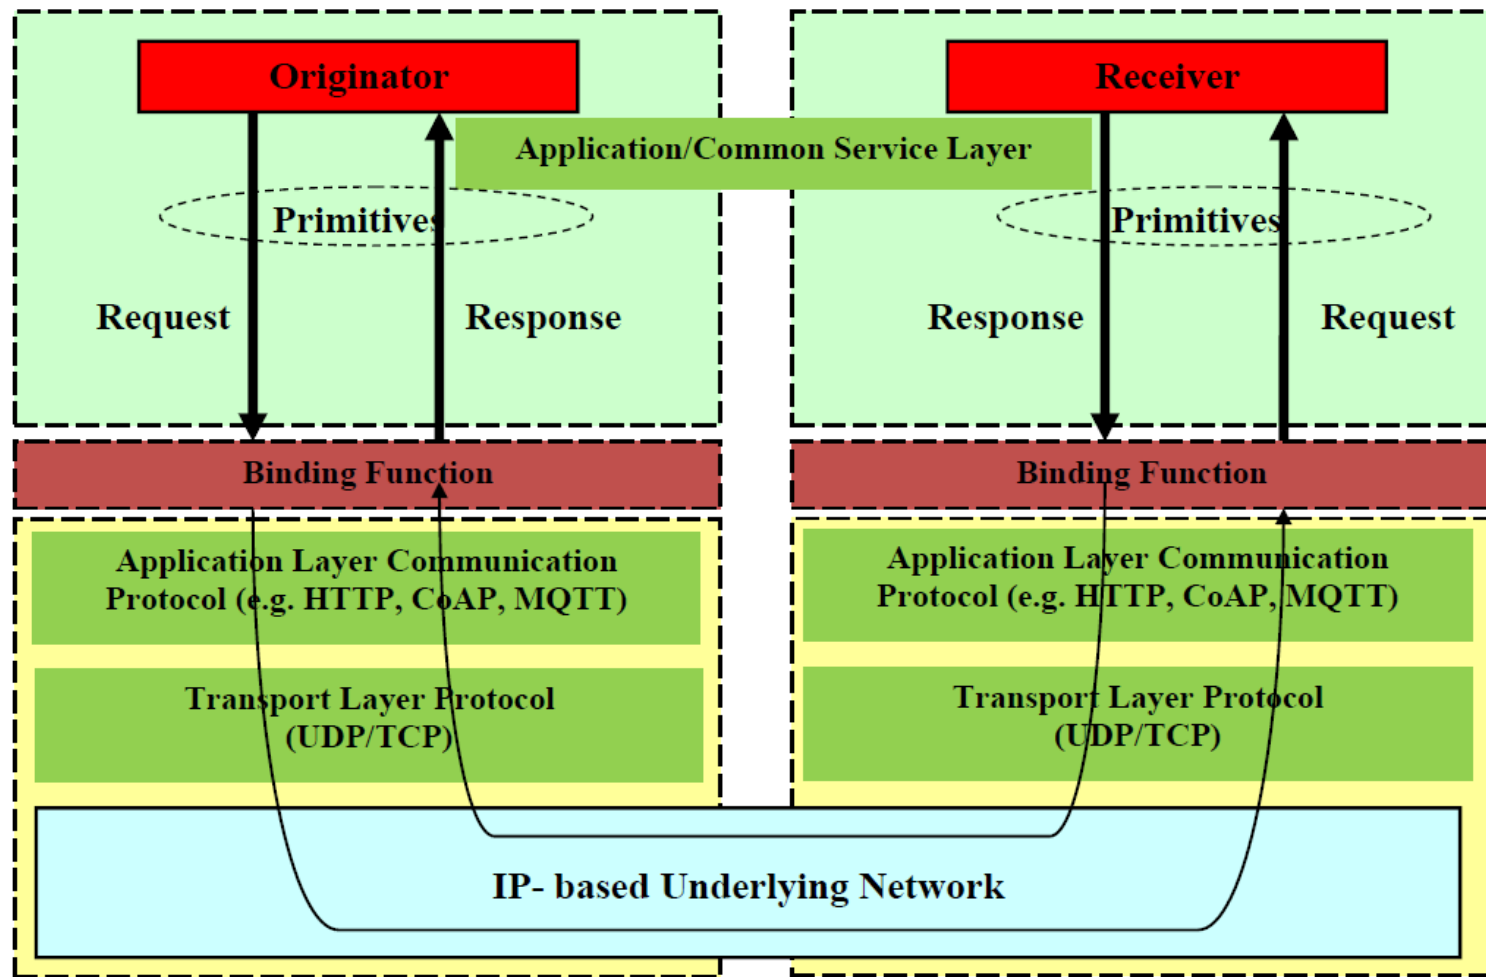 Originator
Receiver
Application/Common Service Layer
Primitives
Primitives
Request
Response
Response
Request
Binding Function
Binding Function
Application Layer Communication
Protocol (e.g. HTTP, CoAP, MQTT)
Application Layer Communication
Protocol (e.g. HTTP, CoAP, MQTT)
Transport Layer Protocol
(UDP/TCP)
Transport Layer Protocol
(UDP/TCP)
IP- based Underlying Network